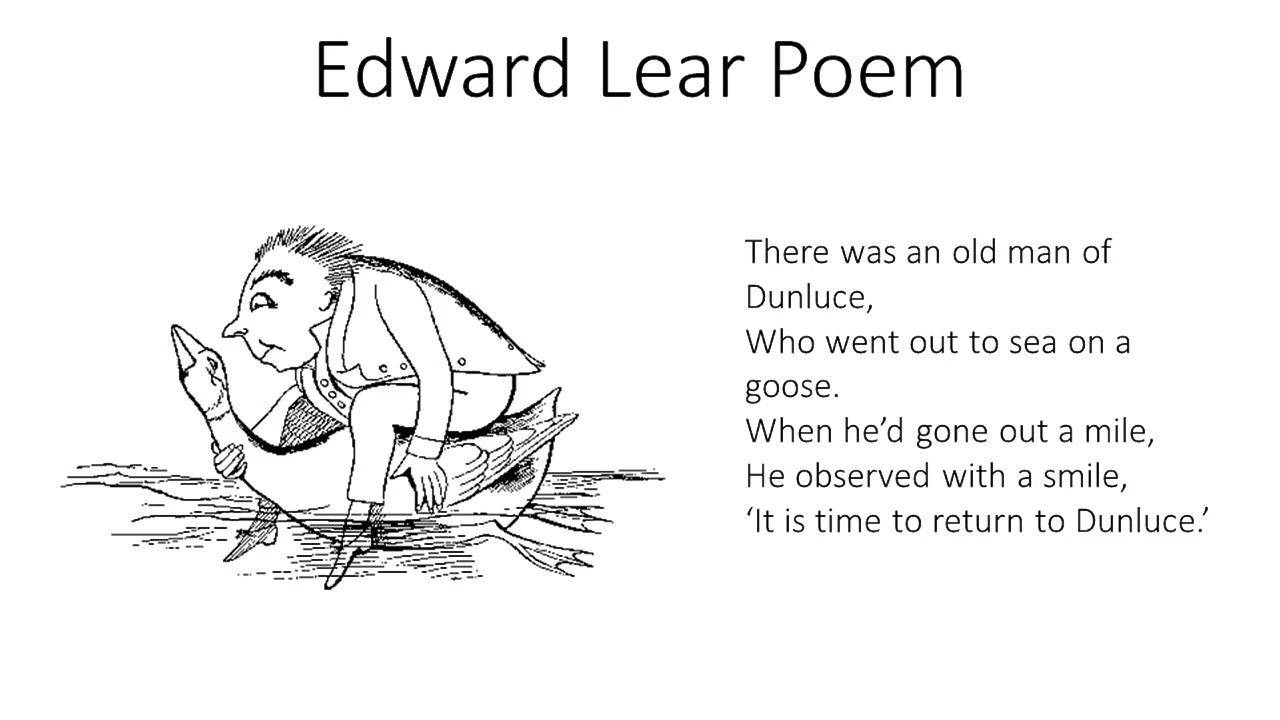 Edward Lear Poem
There was an old man of
Dunluce,
Who went out to sea on a
goose.
When he’d gone out a mile,
He observed with a smile,
‘It is time to return to Dunluce.’